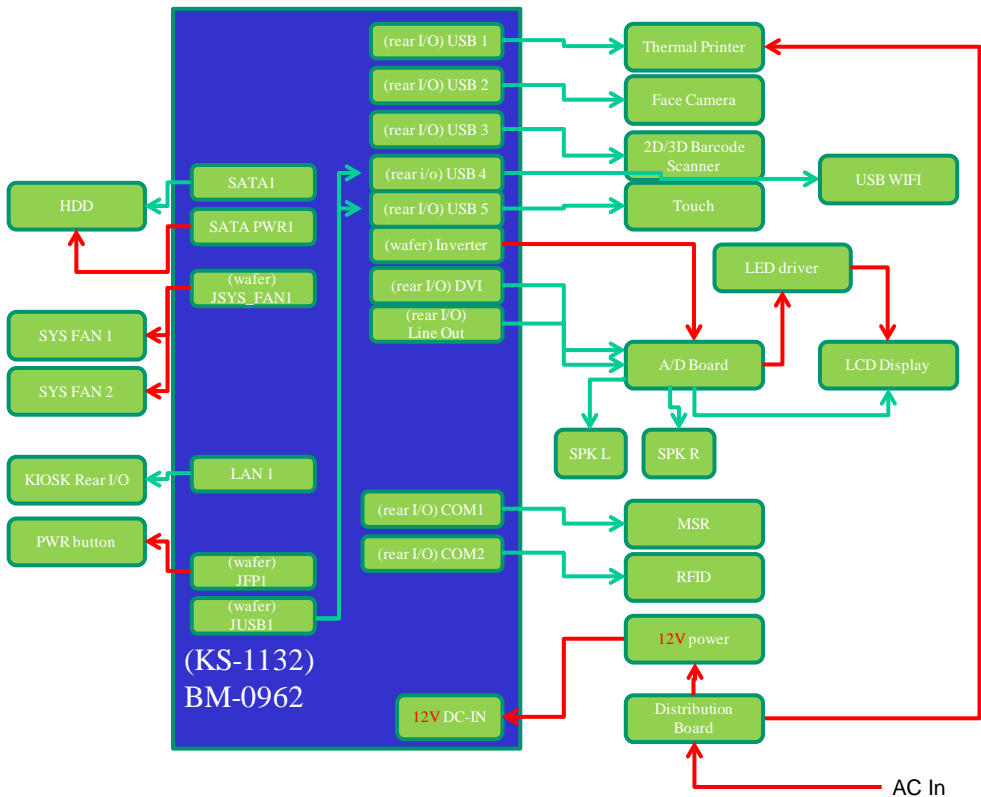 (rear I/O) USB 1
Thermal Printer
(rear I/O) USB 2
Face Camera
(rear I/O) USB 3
2D/3D Barcode
Scanner
(rear i/o) USB 4
USB WIFI
SATA1
HDD
(rear I/O) USB 5
Touch
SATA PWR1
(wafer) Inverter
LED driver
(wafer)
JSYS_FAN1
(rear I/O) DVI
(rear I/O)
Line Out
SYS FAN 1
A/D Board
LCD Display
SYS FAN 2
SPK L
SPK R
KIOSK Rear I/O
LAN 1
(rear I/O) COM1
MSR
PWR button
(rear I/O) COM2
RFID
(wafer)
JFP1
(wafer)
JUSB1
12V power
(KS-1132)
BM-0962
12V DC-IN
Distribution
Board
AC In